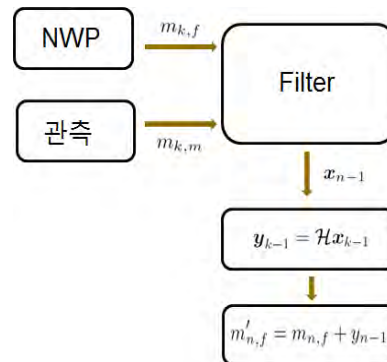 NWP
m_{k,f}
Filter
관측
m_{k,m}
x_{n-1}
y_{k-1} = ℋx_{k-1}
m'_{n,f} = m_{n,f} + y_{n-1}